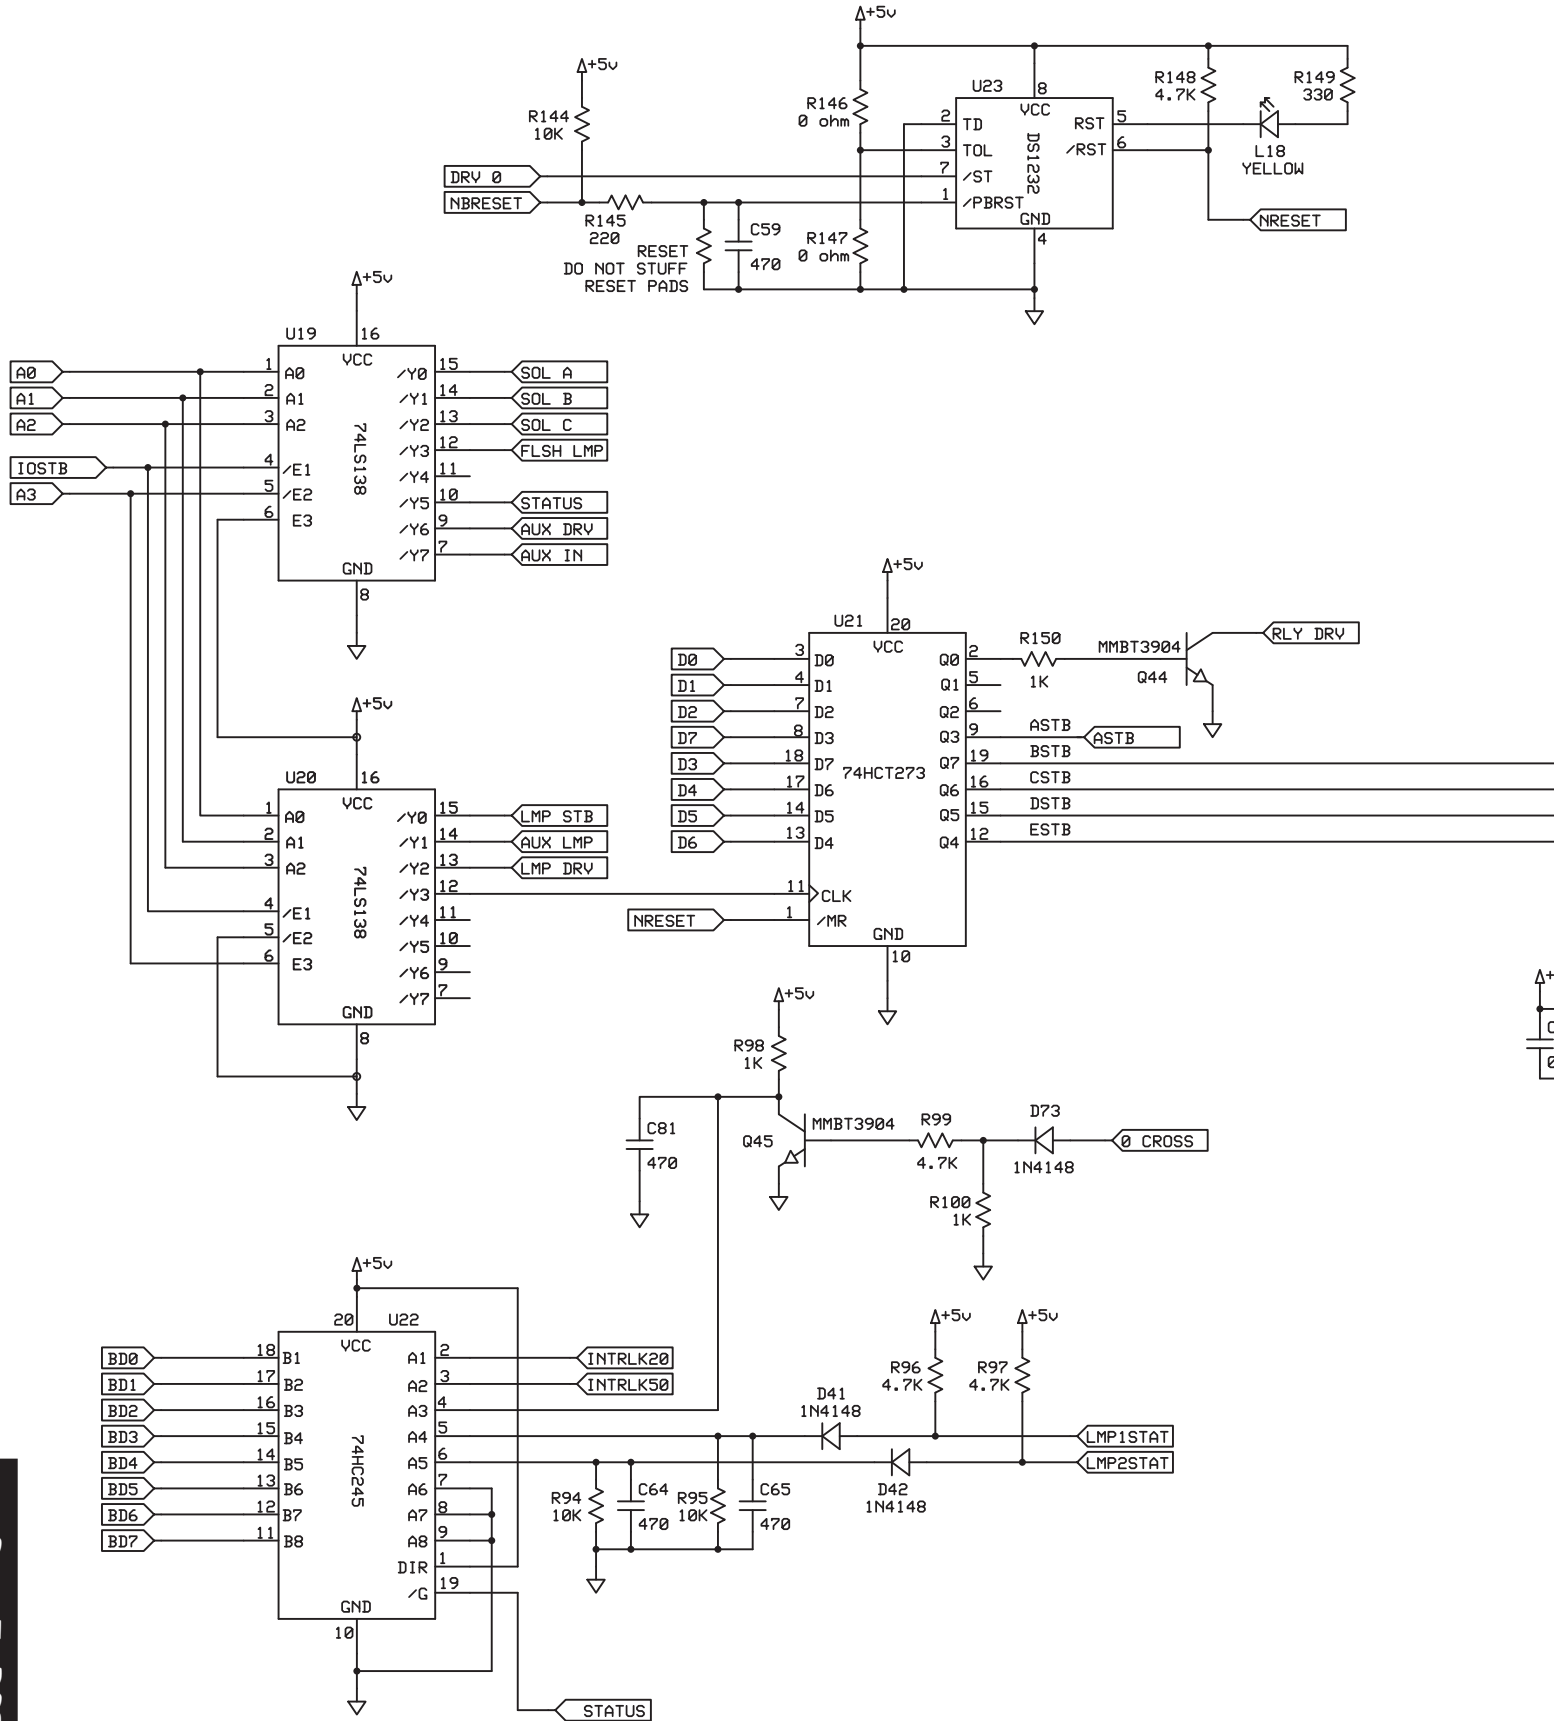 +5v
U23
8
VCC
R148
4.7K
R149
330
R146
0 ohm
2
TD
RST
5
3
TOL
/RST
6
DS1232
L18
YELLOW
+5v
R144
10K
DRV 0
7
/ST
NBRESET
1
/PBRST
GND
4
NRESET
R145
220
RESET
DO NOT STUFF
RESET PADS
C59
470
R147
0 ohm
+5v
U19
16
VCC
A0
1
A0
/Y0
15
SOL A
A1
2
A1
/Y1
14
SOL B
A2
3
A2
/Y2
13
SOL C
/Y3
12
FLSH LMP
IOSTB
4
/E1
/Y4
11
A3
5
/E2
/Y5
10
STATUS
6
E3
/Y6
9
AUX DRV
/Y7
7
AUX IN
74LS138
GND
8
+5v
U20
16
VCC
1
A0
/Y0
15
LMP STB
2
A1
/Y1
14
AUX LMP
3
A2
/Y2
13
LMP DRV
/Y3
12
4
/E1
/Y4
11
5
/E2
/Y5
10
6
E3
/Y6
9
/Y7
7
74LS138
GND
8
+5v
U21
20
VCC
D0
3
D0
Q0
2
D1
4
D1
Q1
5
D2
7
D2
Q2
6
D7
8
D3
Q3
9
ASTB
ASTB
D3
18
D7
Q7
19
BSTB
D4
17
D6
Q6
16
CSTB
D5
14
D5
Q5
15
DSTB
D6
13
D4
Q4
12
ESTB
74HCT273
11
CLK
NRESET
1
/MR
GND
10
R150
1K
MMBT3904
Q44
RLY DRV
+5v
R98
1K
C81
470
Q45
MMBT3904
R99
4.7K
D73
1N4148
0 CROSS
R100
1K
+5v
20
U22
VCC
BD0
18
B1
A1
2
INTRLK20
BD1
17
B2
A2
3
INTRLK50
BD2
16
B3
A3
4
BD3
15
B4
A4
5
BD4
14
B5
A5
6
BD5
13
B6
A6
7
BD6
12
B7
A7
8
BD7
11
B8
A8
9
DIR
1
/G
19
74HC245
GND
10
STATUS
+5v
+5v
R96
4.7K
R97
4.7K
D41
1N4148
LMP1STAT
LMP2STAT
D42
1N4148
R94
10K
C64
470
R95
10K
C65
470